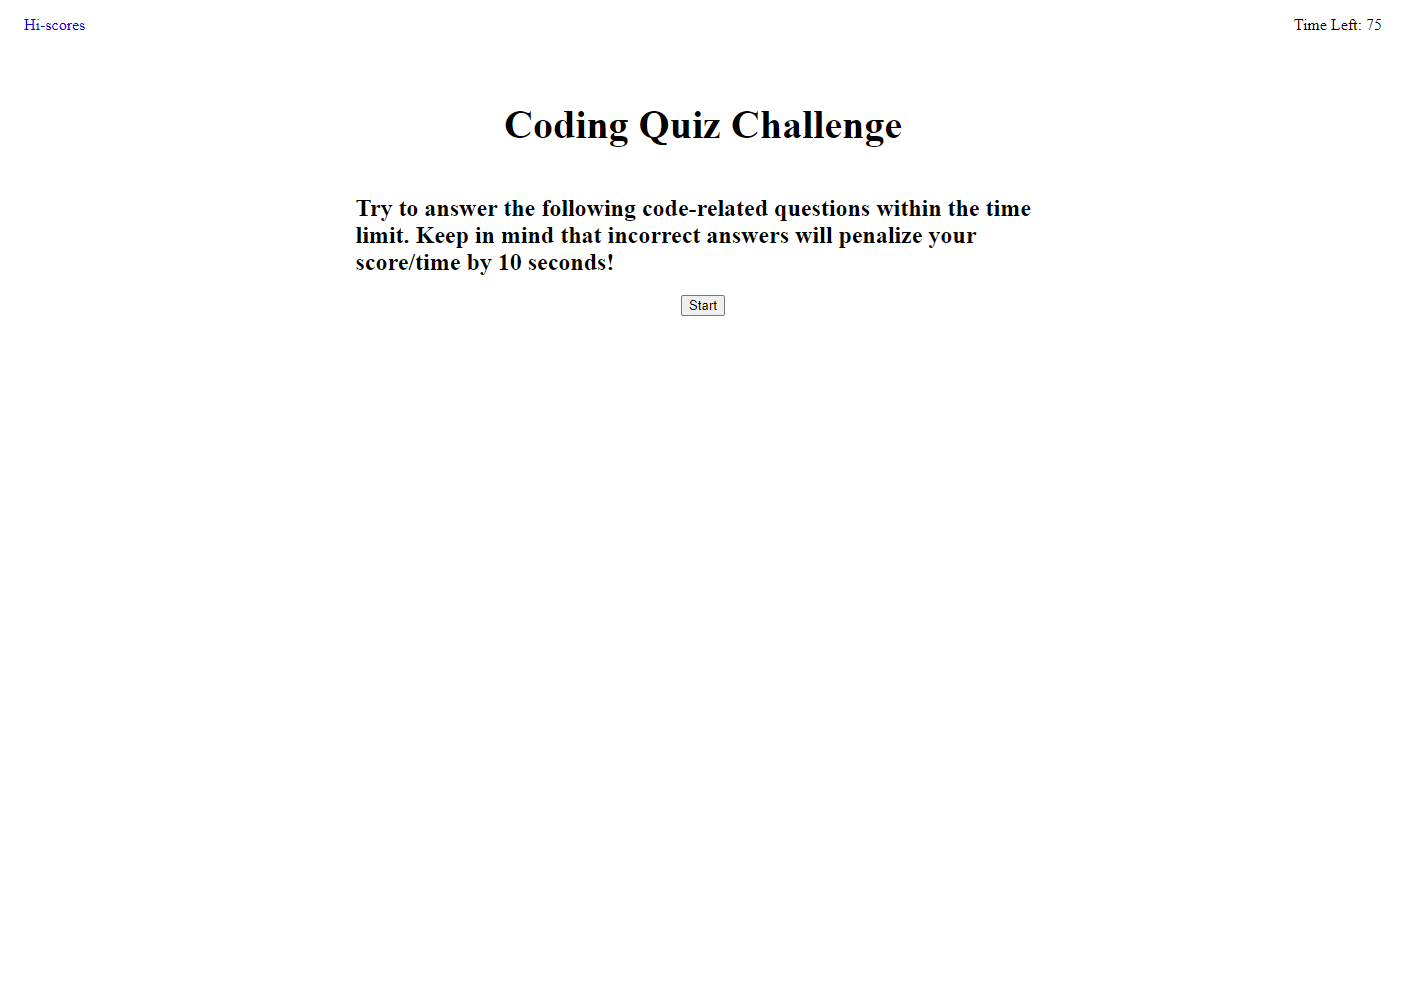 Hi-scores
Time Left: 75
Coding Quiz Challenge
Try to answer the following code-related questions within the time
limit. Keep in mind that incorrect answers will penalize your
score/time by 10 seconds!
Start